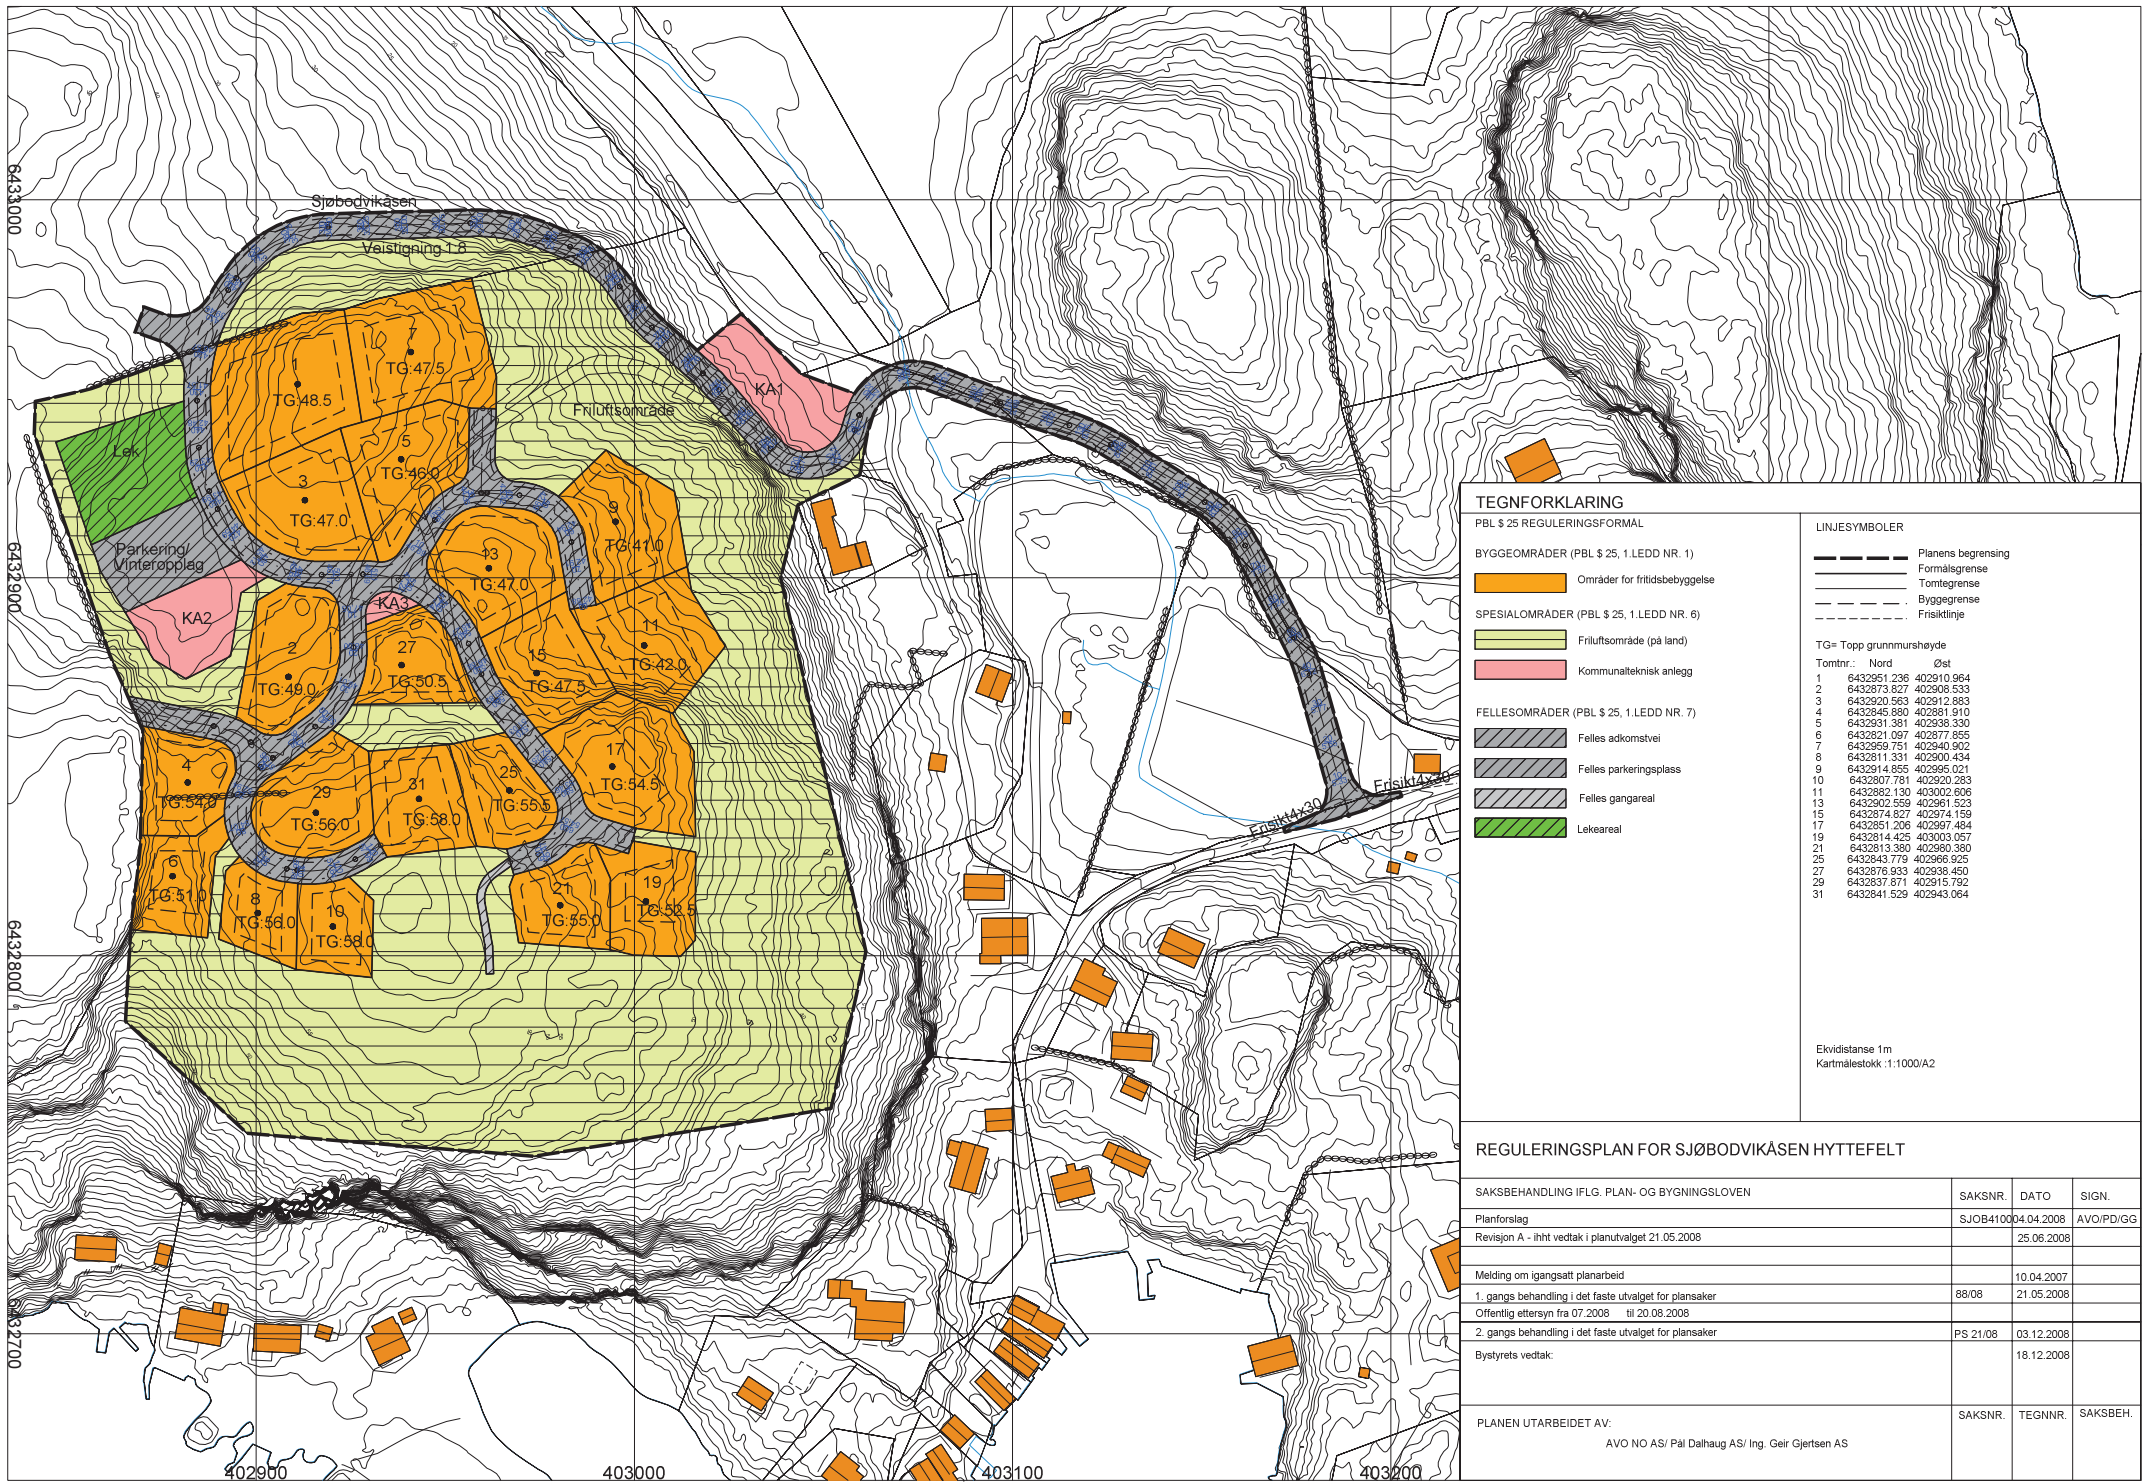 Sjøbodvikåsen
Veistigning 1:8
6433000
7
TG:47.5
1
TG:48.5
KA1
Friluftsområde
5
TG:46.0
Lek
3
TG:47.0
9
TG:41.0
Parkering/
Vinteropplag
13
TG:47.0
6432900
KA3
KA2
11
TG:42.0
27
TG:50.5
15
TG:47.5
2
TG:49.0
17
TG:54.5
4
TG:54.0
25
TG:55.5
31
TG:58.0
29
TG:56.0
Frisikt4x30
Frisikt4x30
6
TG:51.0
8
TG:56.0
10
TG:58.0
21
TG:55.0
19
TG:52.5
6432800
6432700
402900
403000
403100
403200
TEGNFORKLARING
PBL $ 25 REGULERINGSFORMÅL
BYGGEOMRÅDER (PBL $ 25, 1.LEDD NR. 1)
Områder for fritidsbebyggelse
SPESIALOMRÅDER (PBL $ 25, 1.LEDD NR. 6)
Friluftsområde (på land)
Kommunalteknisk anlegg
FELLESOMRÅDER (PBL $ 25, 1.LEDD NR. 7)
Felles adkomstvei
Felles parkeringsplass
Felles gangareal
Lekeareal
LINJESYMBOLER
Planens begrensing
Formålsgrense
Tomtegrense
Byggegrense
Frisiktlinje
TG= Topp grunnmurshøyde
Tomtnr.: Nord Øst
1 6432951.236 402910.964
2 6432873.827 402908.533
3 6432920.563 402912.883
4 6432845.880 402881.910
5 6432931.381 402938.330
6 6432821.097 402877.855
7 6432959.751 402940.902
8 6432811.331 402900.434
9 6432914.855 402995.021
10 6432807.781 402920.283
11 6432882.130 403002.606
13 6432902.559 402961.523
15 6432874.827 402974.159
17 6432851.206 402997.484
19 6432814.425 403003.057
21 6432813.380 402980.380
25 6432843.779 402966.925
27 6432876.933 402938.450
29 6432837.871 402915.792
31 6432841.529 402943.064
Ekvidistanse 1m
Kartmålestokk :1:1000/A2
REGULERINGSPLAN FOR SJØBODVIKÅSEN HYTTEFELT
SAKSBEHANDLING IFLG. PLAN- OG BYGNINGSLOVEN SAKSNR. DATO SIGN.
Planforslag SJOB4100 04.04.2008 AVO/PD/GG
Revisjon A - ihht vedtak i planutvalget 21.05.2008 25.06.2008
Melding om igangsatt planarbeid 10.04.2007
1. gangs behandling i det faste utvalget for plansaker 88/08 21.05.2008
Offentlig ettersyn fra 07.2008 til 20.08.2008
2. gangs behandling i det faste utvalget for plansaker PS 21/08 03.12.2008
Bystyrets vedtak: 18.12.2008
PLANEN UTARBEIDET AV: SAKSNR. TEGNNR. SAKSBEH.
AVO NO AS/ Pål Dalhaug AS/ Ing. Geir Gjertsen AS